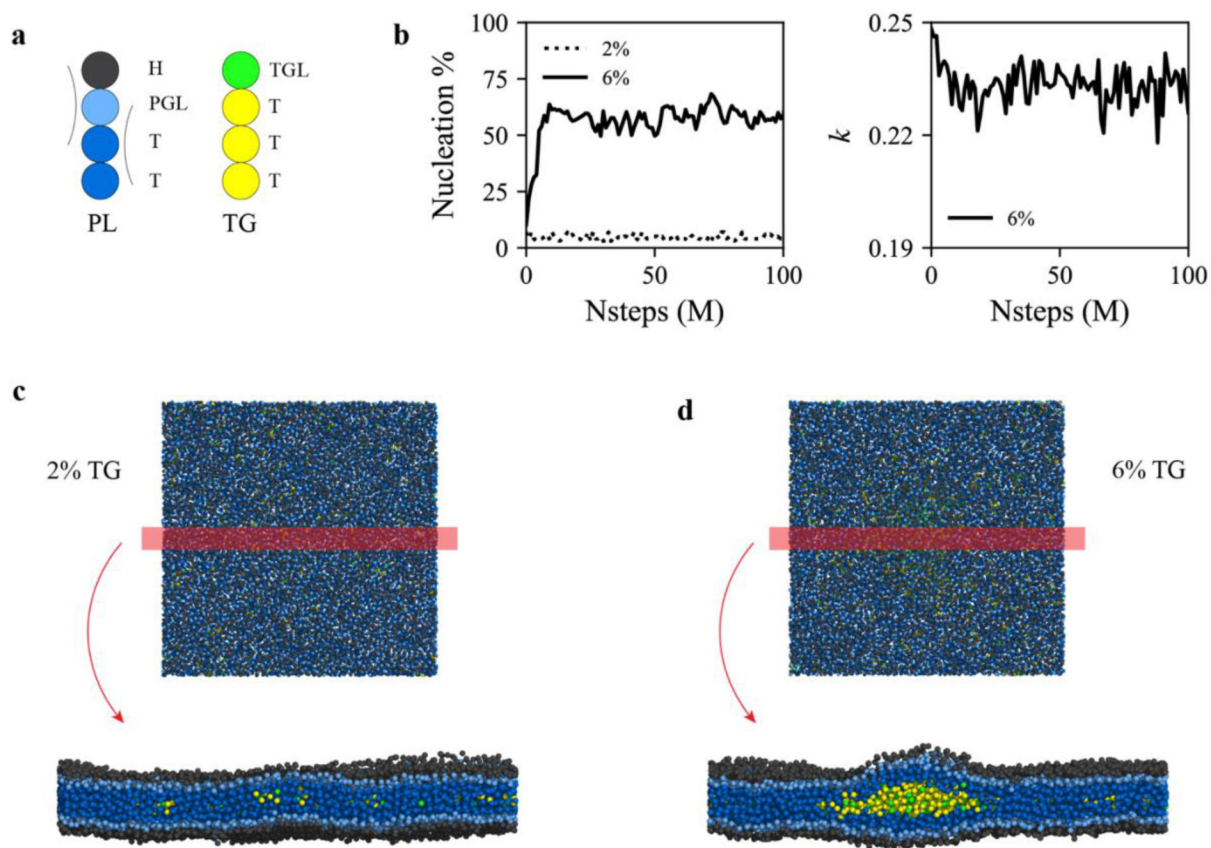 a
H
PGL
T
T
PL
TGL
T
T
T
TG
b
100
75
50
25
0
Nucleation %
2%
6%
0
50
100
Nsteps (M)
0.25
0.22
0.19
k
6%
0
50
100
Nsteps (M)
c
2% TG
d
6% TG